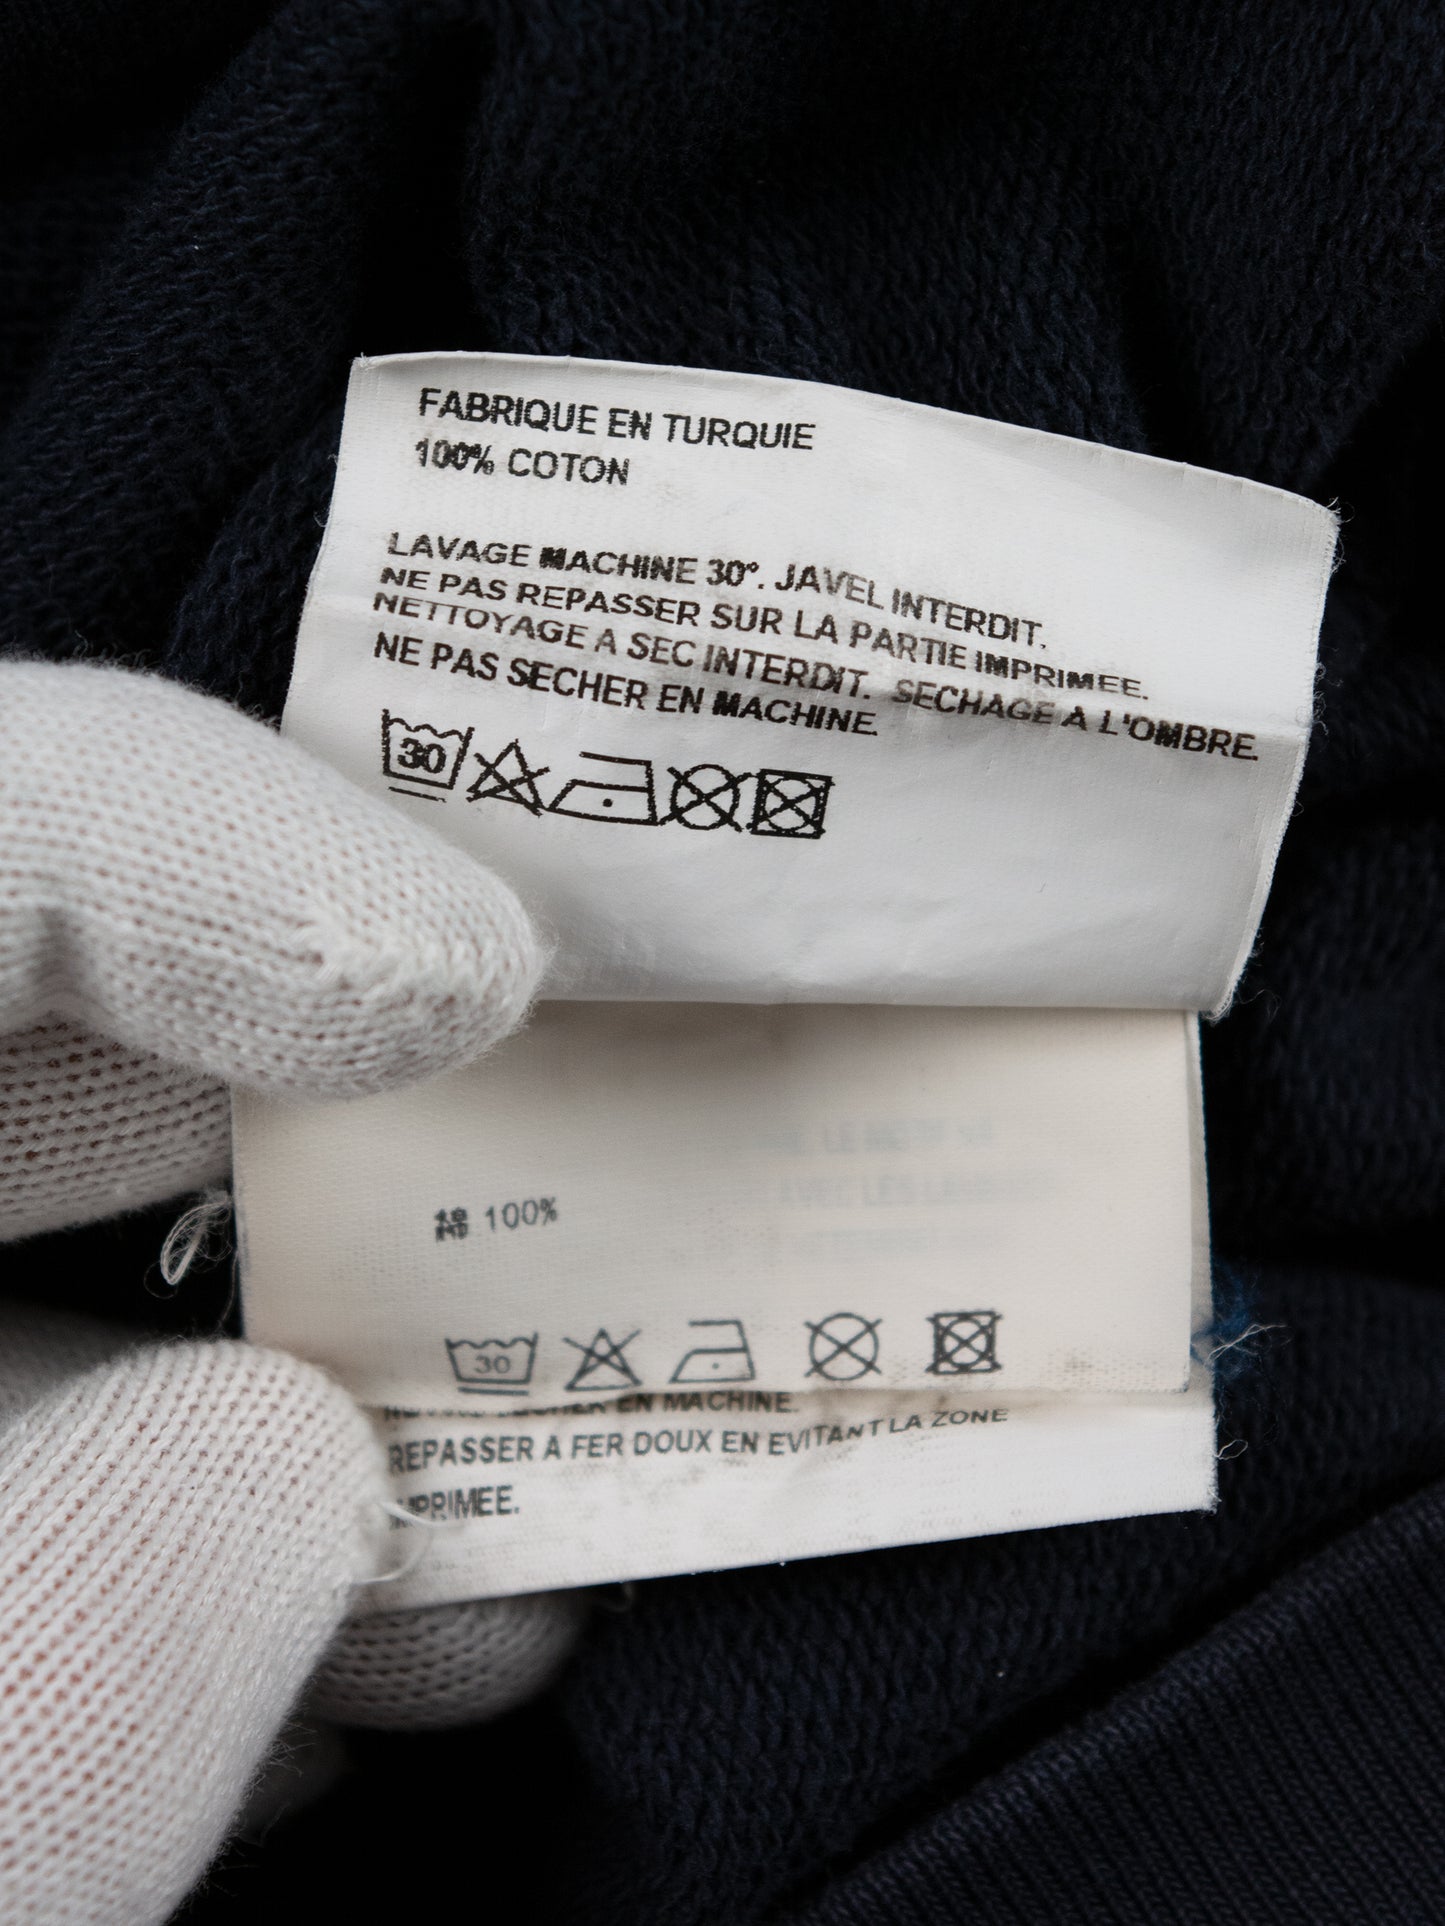 FABRIQUE EN TURQUIE
100% COTON
LAVAGE MACHINE 30°. JAVEL INTERDIT.
NE PAS REPASSER SUR LA PARTIE IMPRIMEE.
NETTOYAGE A SEC INTERDIT. SECHAGE A L'OMBRE.
NE PAS SECHER EN MACHINE.
30
100%
30
EN MACHINE.
REPASSER A FER DOUX EN EVITANT LA ZONE
IMPRIMEE.